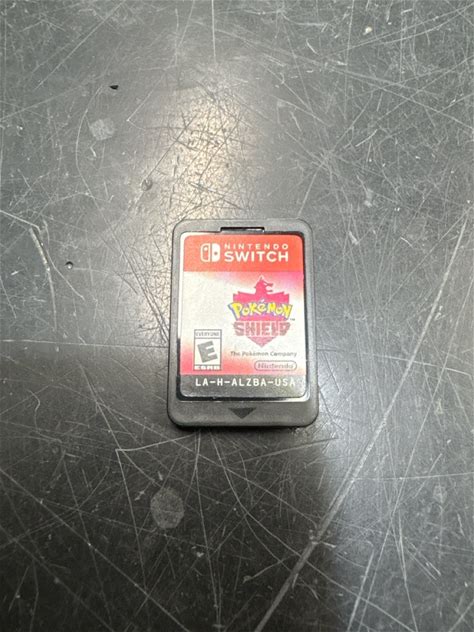 NINTENDO
SWITCH
POKéMON
SHIELD
EVERYONE
E
ESRB
The Pokémon Company
Nintendo
LA-H-ALZBA-USA